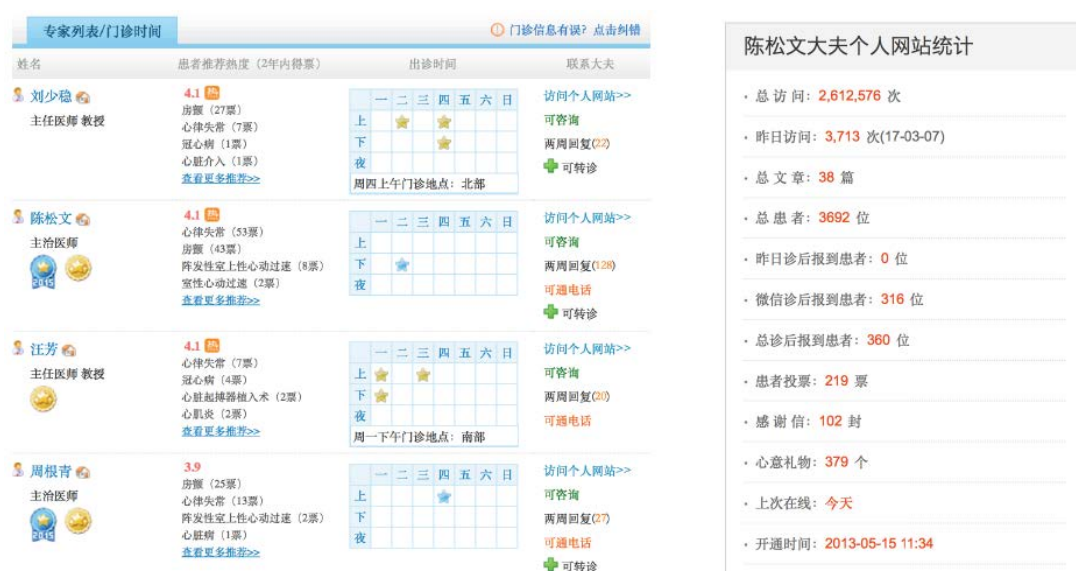 专家列表/门诊时间
门诊信息有误？点击纠错
姓名 患者推荐热度（2年内得票） 出诊时间 联系大夫
刘少稳
主任医师 教授
4.1 热
房颤（27票）
心律失常（7票）
冠心病（1票）
心脏介入（1票）
查看更多推荐>>
一 二 三 四 五 六 日
上
下
夜
周四上午门诊地点：北部
访问个人网站>>
可咨询
两周回复(22)
可转诊
陈松文
主治医师
2015
4.1 热
心律失常（53票）
房颤（43票）
阵发性室上性心动过速（8票）
室性心动过速（2票）
查看更多推荐>>
一 二 三 四 五 六 日
上
下
夜
访问个人网站>>
可咨询
两周回复(128)
可通电话
可转诊
汪芳
主任医师 教授
4.1 热
心律失常（7票）
冠心病（4票）
心脏起搏器植入术（2票）
心肌炎（2票）
查看更多推荐>>
一 二 三 四 五 六 日
上
下
夜
周一下午门诊地点：南部
访问个人网站>>
可咨询
两周回复(20)
可通电话
周根青
主治医师
2015
3.9
房颤（25票）
心律失常（13票）
阵发性室上性心动过速（2票）
心脏病（1票）
查看更多推荐>>
一 二 三 四 五 六 日
上
下
夜
访问个人网站>>
可咨询
两周回复(27)
可通电话
可转诊
陈松文大夫个人网站统计
· 总 访 问：2,612,576 次
· 昨日访问：3,713 次(17-03-07)
· 总 文 章：38 篇
· 总 患 者：3692 位
· 昨日诊后报到患者：0 位
· 微信诊后报到患者：316 位
· 总诊后报到患者：360 位
· 患者投票：219 票
· 感 谢 信：102 封
· 心意礼物：379 个
· 上次在线：今天
· 开通时间：2013-05-15 11:34